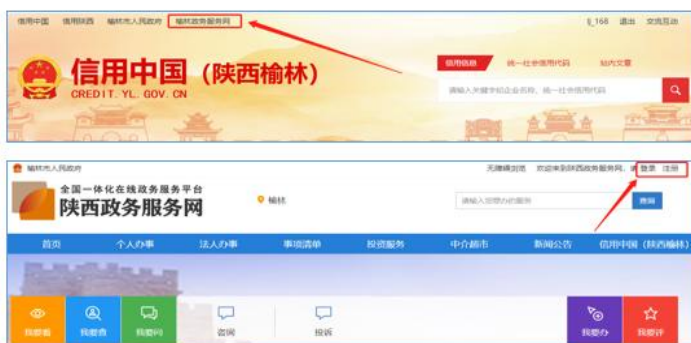 信用中国 信用陕西 榆林市人民政府 榆林政务服务网
_168 退出 交流互动
信用中国（陕西榆林）
CREDIT. YL. GOV. CN
信用信息 统一社会信用代码 站内文章
请输入关键字如企业名称、统一社会信用代码
榆林市人民政府
无障碍浏览 欢迎来到陕西政务服务网，请 登录 注册
全国一体化在线政务服务平台
陕西政务服务网
榆林
请输入您想办的服务
查询
首页 个人办事 法人办事 事项清单 投资服务 中介超市 新闻公告 信用中国（陕西榆林）
我要看 我要查 我要问 咨询 投诉 我要办 我要评